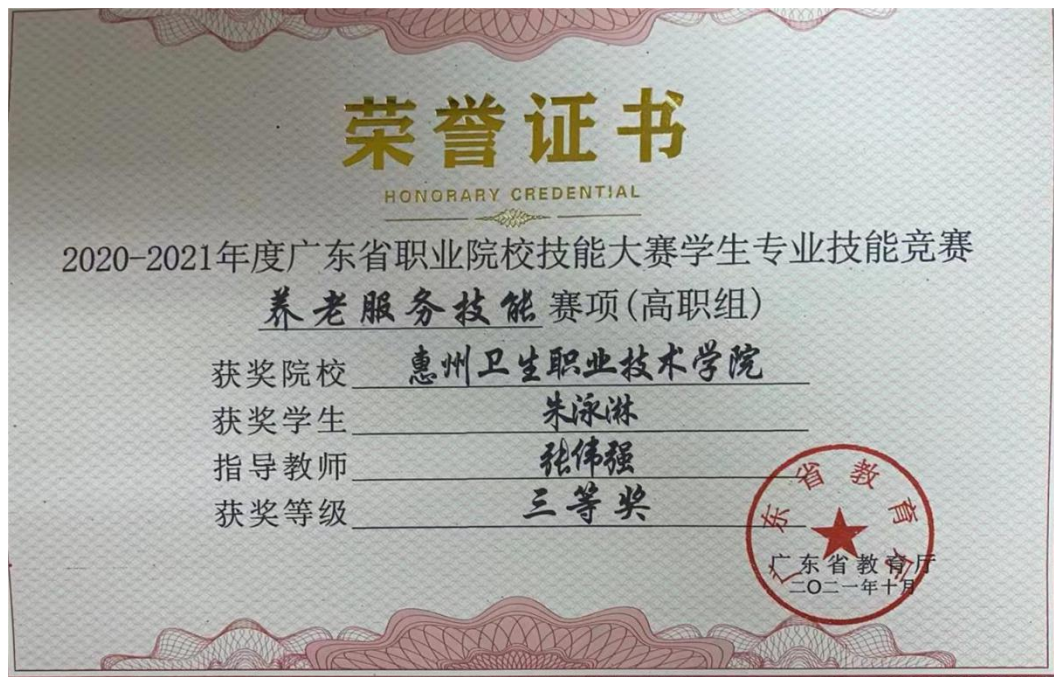 荣誉证书
HONORARY CREDENTIAL
2020-2021年度广东省职业院校技能大赛学生专业技能竞赛
养老服务技能赛项(高职组)
获奖院校 惠州卫生职业技术学院
获奖学生 朱泳淋
指导教师 张伟强
获奖等级 三等奖
广东省教育厅
广东省教育厅
二〇二一年十月